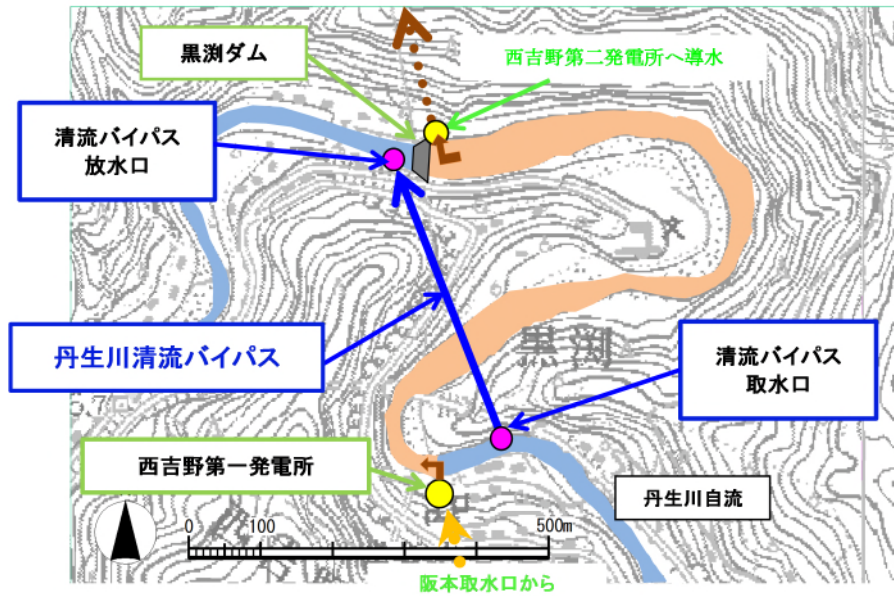 黒渕ダム
西吉野第二発電所へ導水
清流バイパス
放水口
丹生川清流バイパス
黒渕
清流バイパス
取水口
西吉野第一発電所
丹生川自流
0 100 500m
阪本取水口から